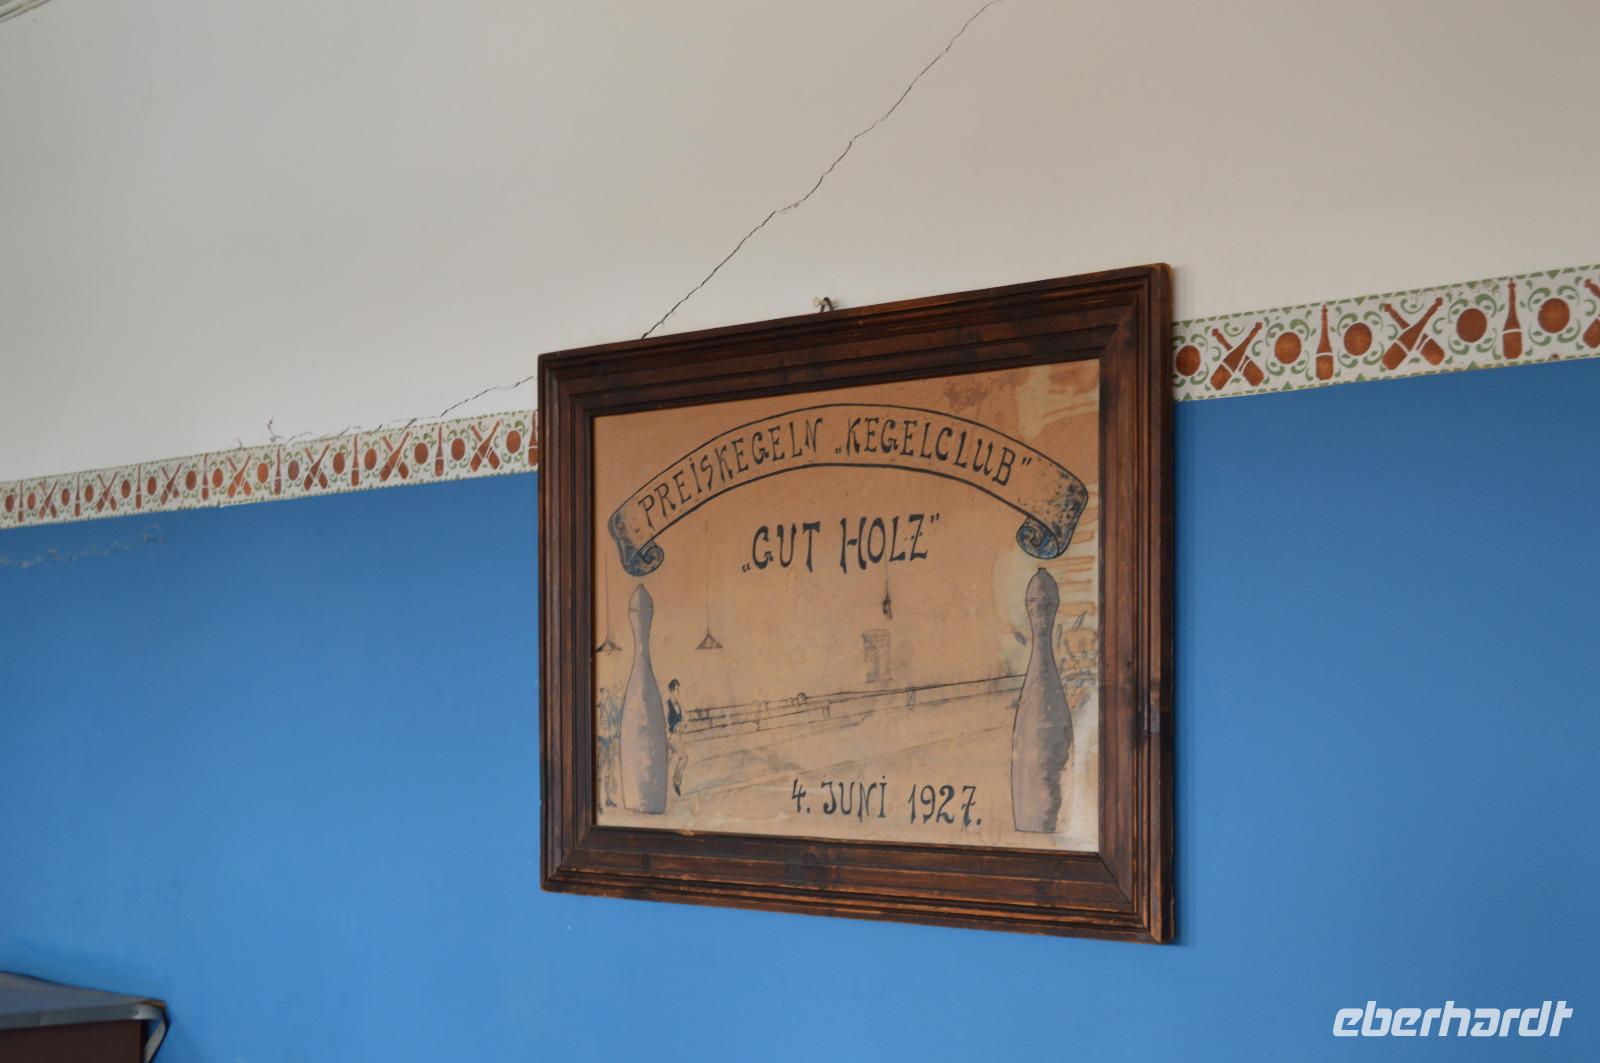 PREISKEGELN „KEGELCLUB”
„GUT HOLZ”
4. JUNI 1927.
eberhardt